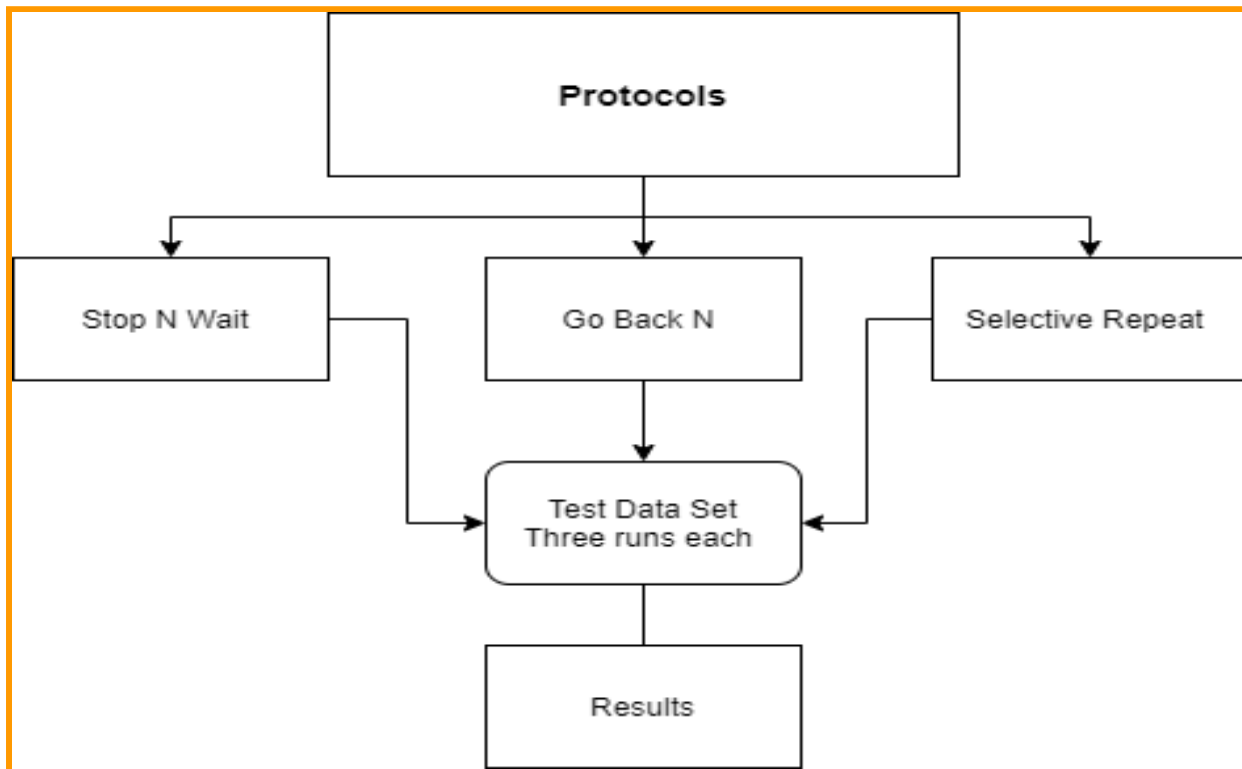 Protocols
Stop N Wait
Go Back N
Selective Repeat
Test Data Set
Three runs each
Results